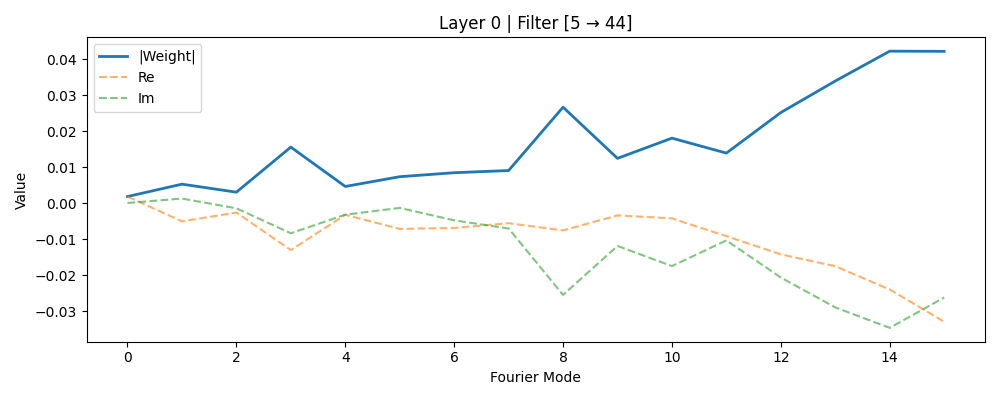 Layer 0 | Filter [5 → 44]
|Weight|
Re
Im
Value
0.04
0.03
0.02
0.01
0.00
−0.01
−0.02
−0.03
0 2 4 6 8 10 12 14
Fourier Mode